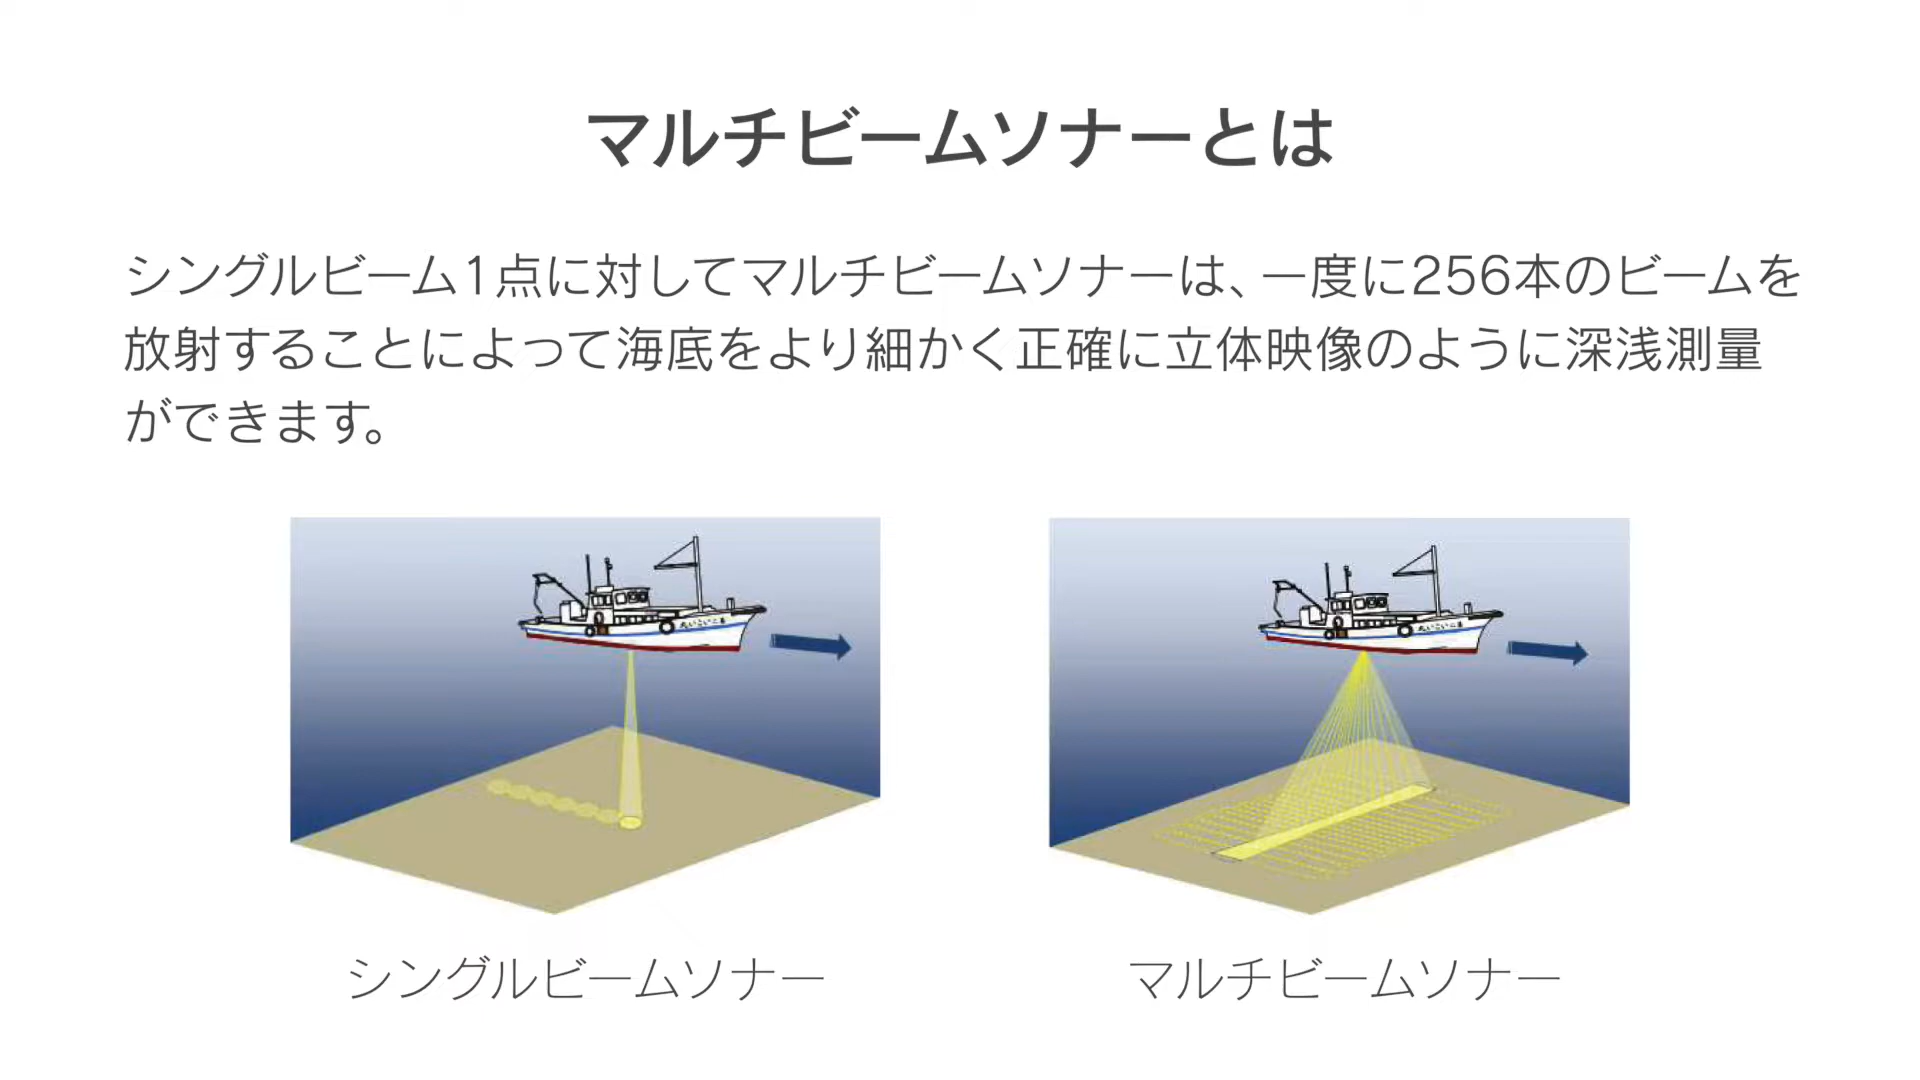 マルチビームソナーとは
シングルビーム1点に対してマルチビームソナーは、一度に256本のビームを
放射することによって海底をより細かく正確に立体映像のように深浅測量
ができます。
シングルビームソナー
マルチビームソナー